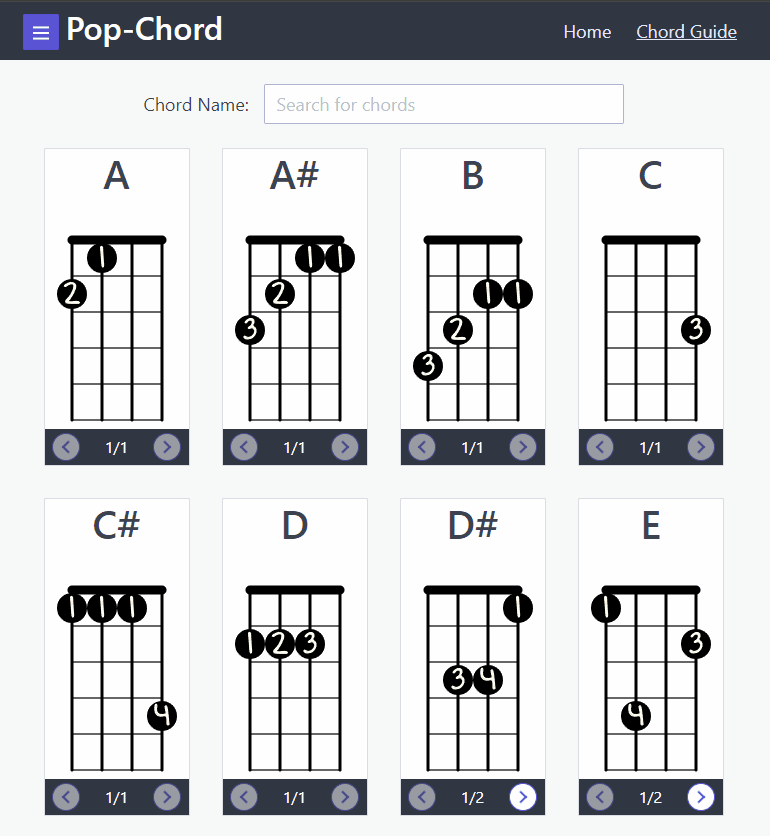 Pop-Chord Home Chord Guide
Chord Name: Search for chords
A A# B C
1 1 1
2 2 1 1
3 2 3
3
1/1 1/1 1/1 1/1
C# D D# E
1 1 1 1 1
1 2 3 3
3 4
4 4
1/1 1/1 1/2 1/2